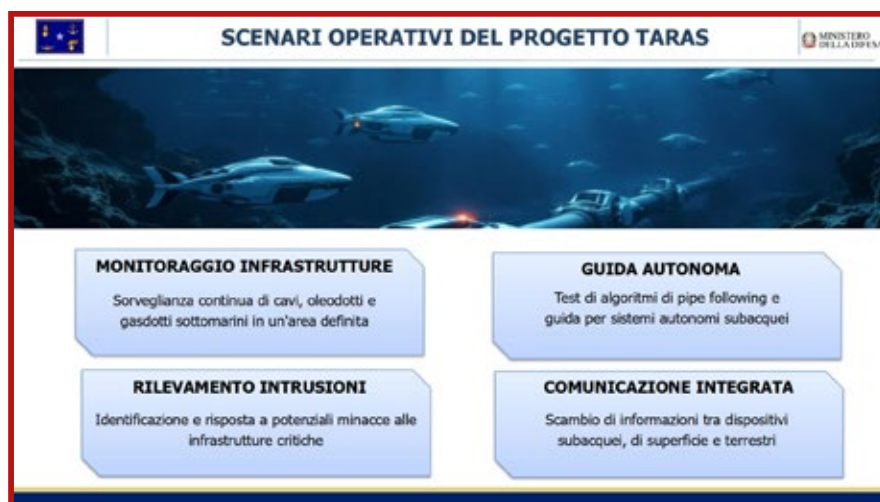 SCENARI OPERATIVI DEL PROGETTO TARAS
MINISTERO
DELLA DIFESA
MONITORAGGIO INFRASTRUTTURE
Sorveglianza continua di cavi, oleodotti e
gasdotti sottomarini in un'area definita
GUIDA AUTONOMA
Test di algoritmi di pipe following e
guida per sistemi autonomi subacquei
RILEVAMENTO INTRUSIONI
Identificazione e risposta a potenziali minacce alle
infrastrutture critiche
COMUNICAZIONE INTEGRATA
Scambio di informazioni tra dispositivi
subacquei, di superficie e terrestri